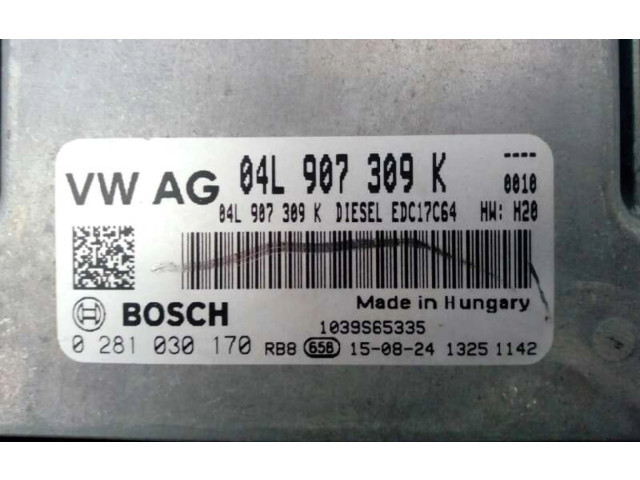 VW AG 04L 907 309 K ----
0010
04L 907 309 K DIESEL EDC17C64 HW: H20
BOSCH
Made in Hungary
1039S65335
0 281 030 170 RB8 658 15-08-24 1325 1142